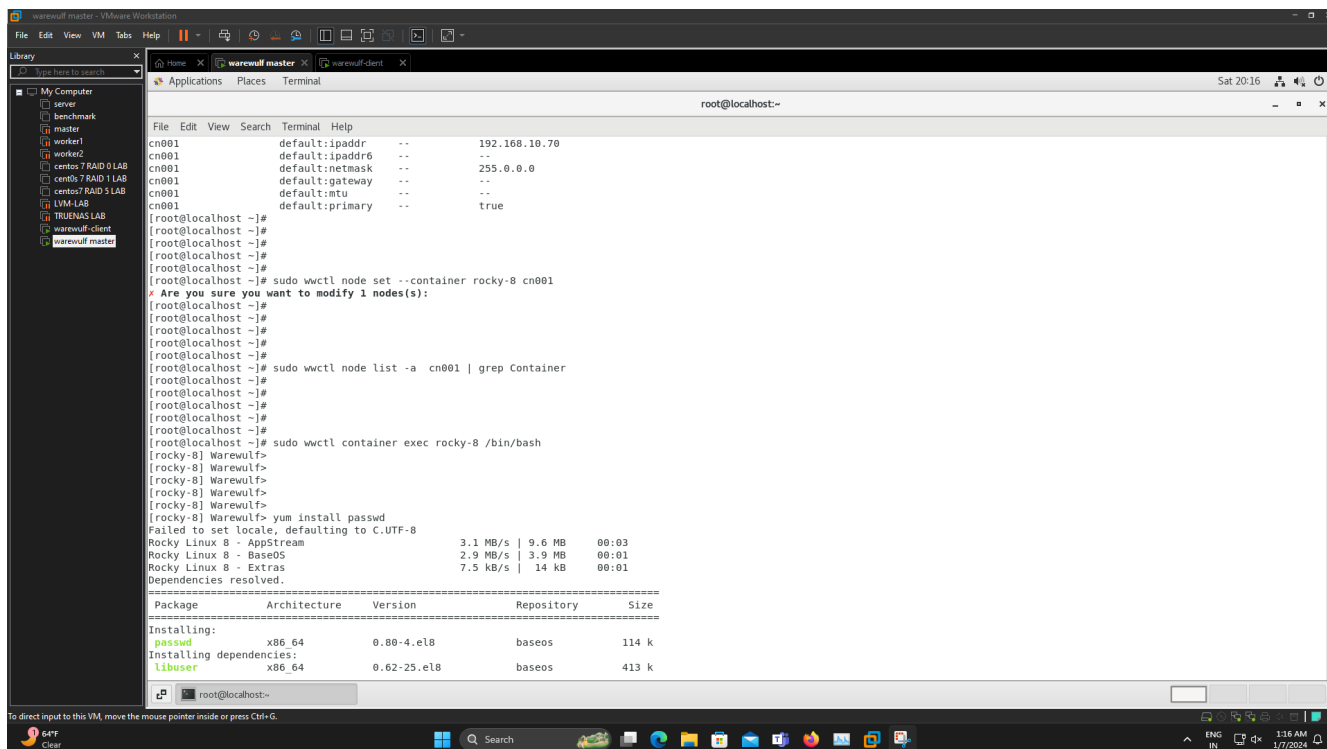 warewulf master - VMware Workstation
File Edit View VM Tabs Help
Library
Type here to search
My Computer
server
benchmark
master
worker1
worker2
centos 7 RAID 0 LAB
cent0s 7 RAID 1 LAB
centos7 RAID 5 LAB
LVM-LAB
TRUENAS LAB
warewulf-client
warewulf master
Home warewulf master warewulf-client
Applications Places Terminal Sat 20:16
root@localhost:~
File Edit View Search Terminal Help
cn001 default:ipaddr -- 192.168.10.70
cn001 default:ipaddr6 -- --
cn001 default:netmask -- 255.0.0.0
cn001 default:gateway -- --
cn001 default:mtu -- --
cn001 default:primary -- true
[root@localhost ~]#
[root@localhost ~]#
[root@localhost ~]#
[root@localhost ~]#
[root@localhost ~]#
[root@localhost ~]# sudo wwctl node set --container rocky-8 cn001
✗ Are you sure you want to modify 1 nodes(s):
[root@localhost ~]#
[root@localhost ~]#
[root@localhost ~]#
[root@localhost ~]#
[root@localhost ~]#
[root@localhost ~]# sudo wwctl node list -a  cn001 | grep Container
[root@localhost ~]#
[root@localhost ~]#
[root@localhost ~]#
[root@localhost ~]#
[root@localhost ~]#
[root@localhost ~]# sudo wwctl container exec rocky-8 /bin/bash
[rocky-8] Warewulf>
[rocky-8] Warewulf>
[rocky-8] Warewulf>
[rocky-8] Warewulf>
[rocky-8] Warewulf>
[rocky-8] Warewulf> yum install passwd
Failed to set locale, defaulting to C.UTF-8
Rocky Linux 8 - AppStream 3.1 MB/s | 9.6 MB 00:03
Rocky Linux 8 - BaseOS 2.9 MB/s | 3.9 MB 00:01
Rocky Linux 8 - Extras 7.5 kB/s | 14 kB 00:01
Dependencies resolved.
================================================================================
Package Architecture Version Repository Size
================================================================================
Installing:
passwd x86_64 0.80-4.el8 baseos 114 k
Installing dependencies:
libuser x86_64 0.62-25.el8 baseos 413 k
root@localhost:~
To direct input to this VM, move the mouse pointer inside or press Ctrl+G.
1
64°F
Clear
Search
ENG
IN
1:16 AM
1/7/2024